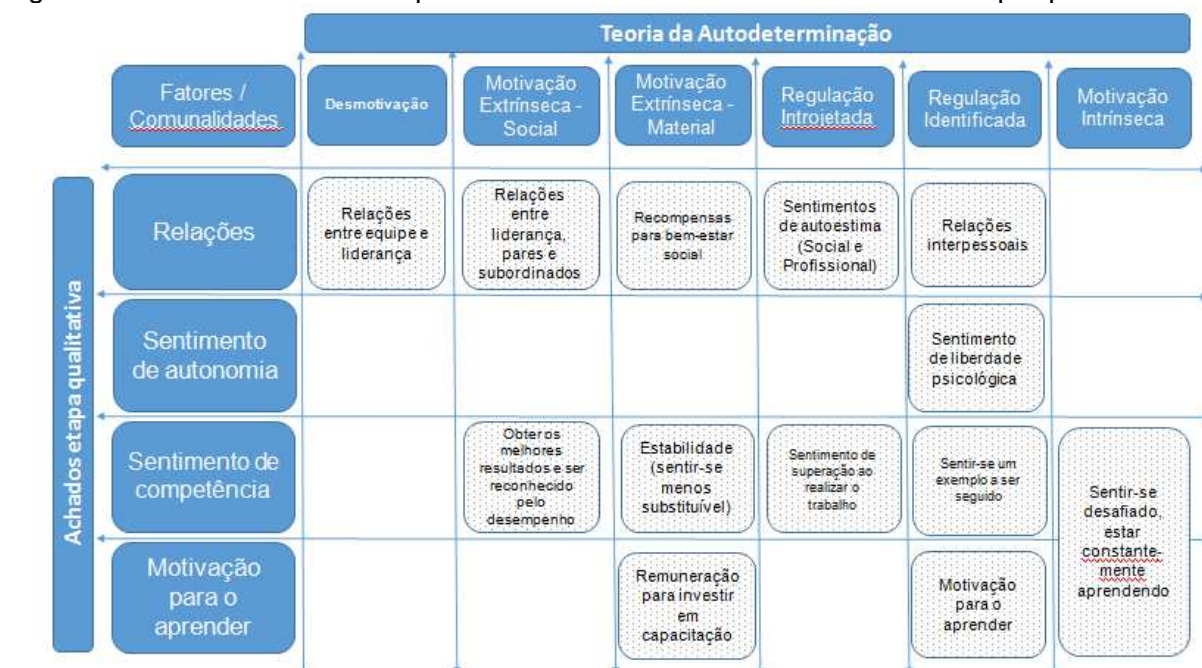 Teoria da Autodeterminação
Fatores /
Comunalidades
Desmotivação
Motivação
Extrínseca -
Social
Motivação
Extrínseca -
Material
Regulação
Introjetada
Regulação
Identificada
Motivação
Intrínseca
Achados etapa qualitativa
Relações
Relações
entre equipe e
liderança
Relações
entre
liderança,
pares e
subordinados
Recompensas
para bem-estar
social
Sentimentos
de autoestima
(Social e
Profissional)
Relações
interpessoais
Sentimento
de autonomia
Sentimento
de liberdade
psicológica
Sentimento de
competência
Obter os
melhores
resultados e ser
reconhecido
pelo
desempenho
Estabilidade
(sentir-se
menos
substituível)
Sentimento de
superação ao
realizar o
trabalho
Sentir-se um
exemplo a ser
seguido
Sentir-se
desafiado,
estar
constante-
mente
aprendendo
Motivação
para o
aprender
Remuneração
para investir
em
capacitação
Motivação
para o
aprender